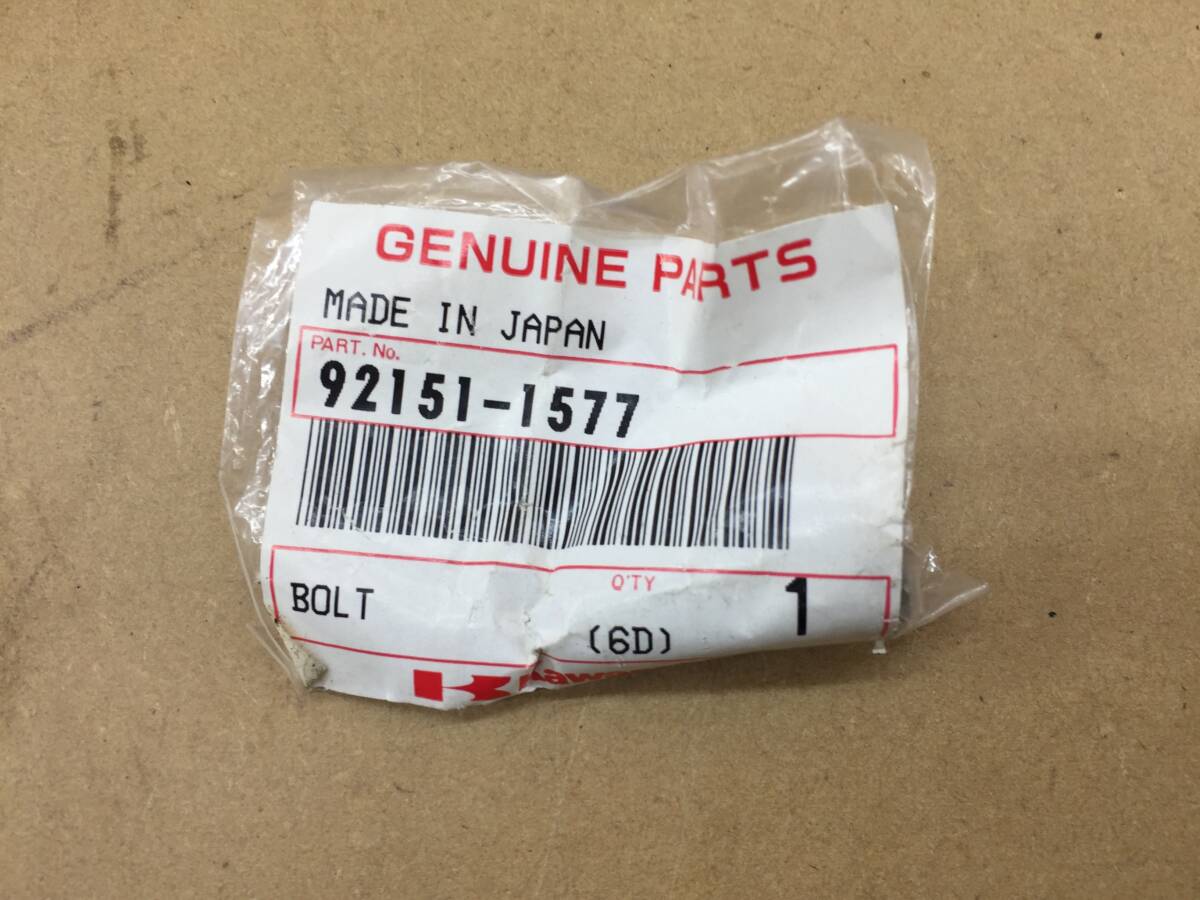 GENUINE PARTS
MADE IN JAPAN
PART. No.
92151-1577
Q'TY
BOLT 1
(6D)